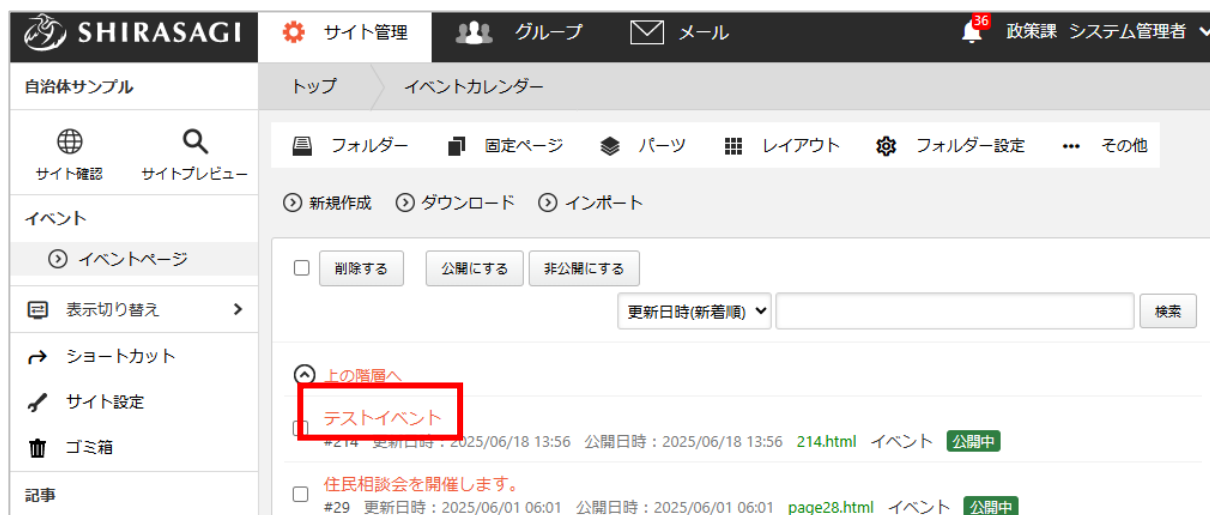 SHIRASAGI サイト管理 グループ メール 36 政策課 システム管理者
自治体サンプル
トップ イベントカレンダー
サイト確認 サイトプレビュー
フォルダー 固定ページ パーツ レイアウト フォルダー設定 ••• その他
新規作成 ダウンロード インポート
イベント
イベントページ
削除する 公開にする 非公開にする
表示切り替え
更新日時(新着順) 検索
ショートカット
上の階層へ
サイト設定
テストイベント
#214 更新日時：2025/06/18 13:56 公開日時：2025/06/18 13:56 214.html イベント 公開中
ゴミ箱
住民相談会を開催します。
記事
#29 更新日時：2025/06/01 06:01 公開日時：2025/06/01 06:01 page28.html イベント 公開中